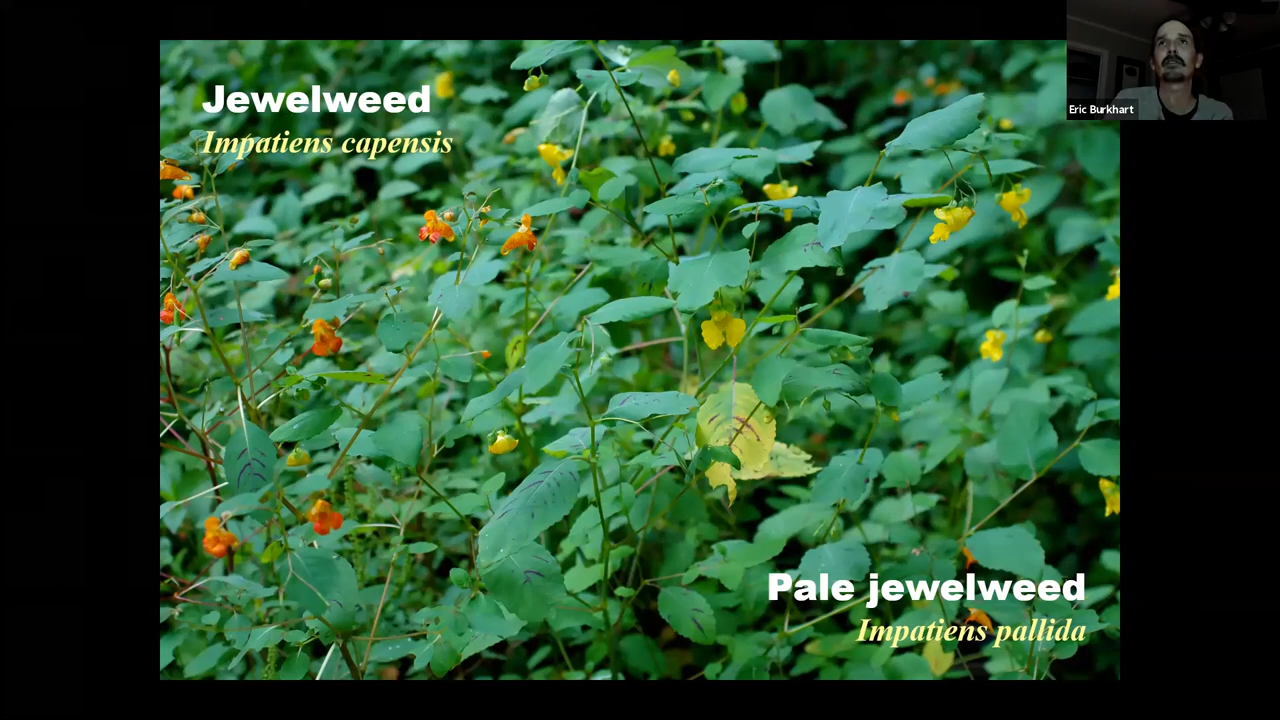 Jewelweed
Impatiens capensis
Eric Burkhart
Pale jewelweed
Impatiens pallida